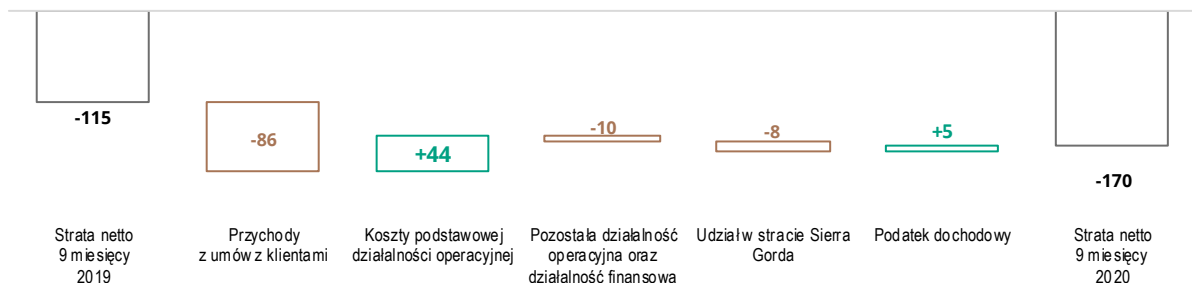 -115
-86
+44
-10
-8
+5
-170
Strata netto
9 miesięcy
2019
Przychody
z umów z klientami
Koszty podstawowej
działalności operacyjnej
Pozostała działalność
operacyjna oraz
działalność finansowa
Udział w stracie Sierra
Gorda
Podatek dochodowy
Strata netto
9 miesięcy
2020